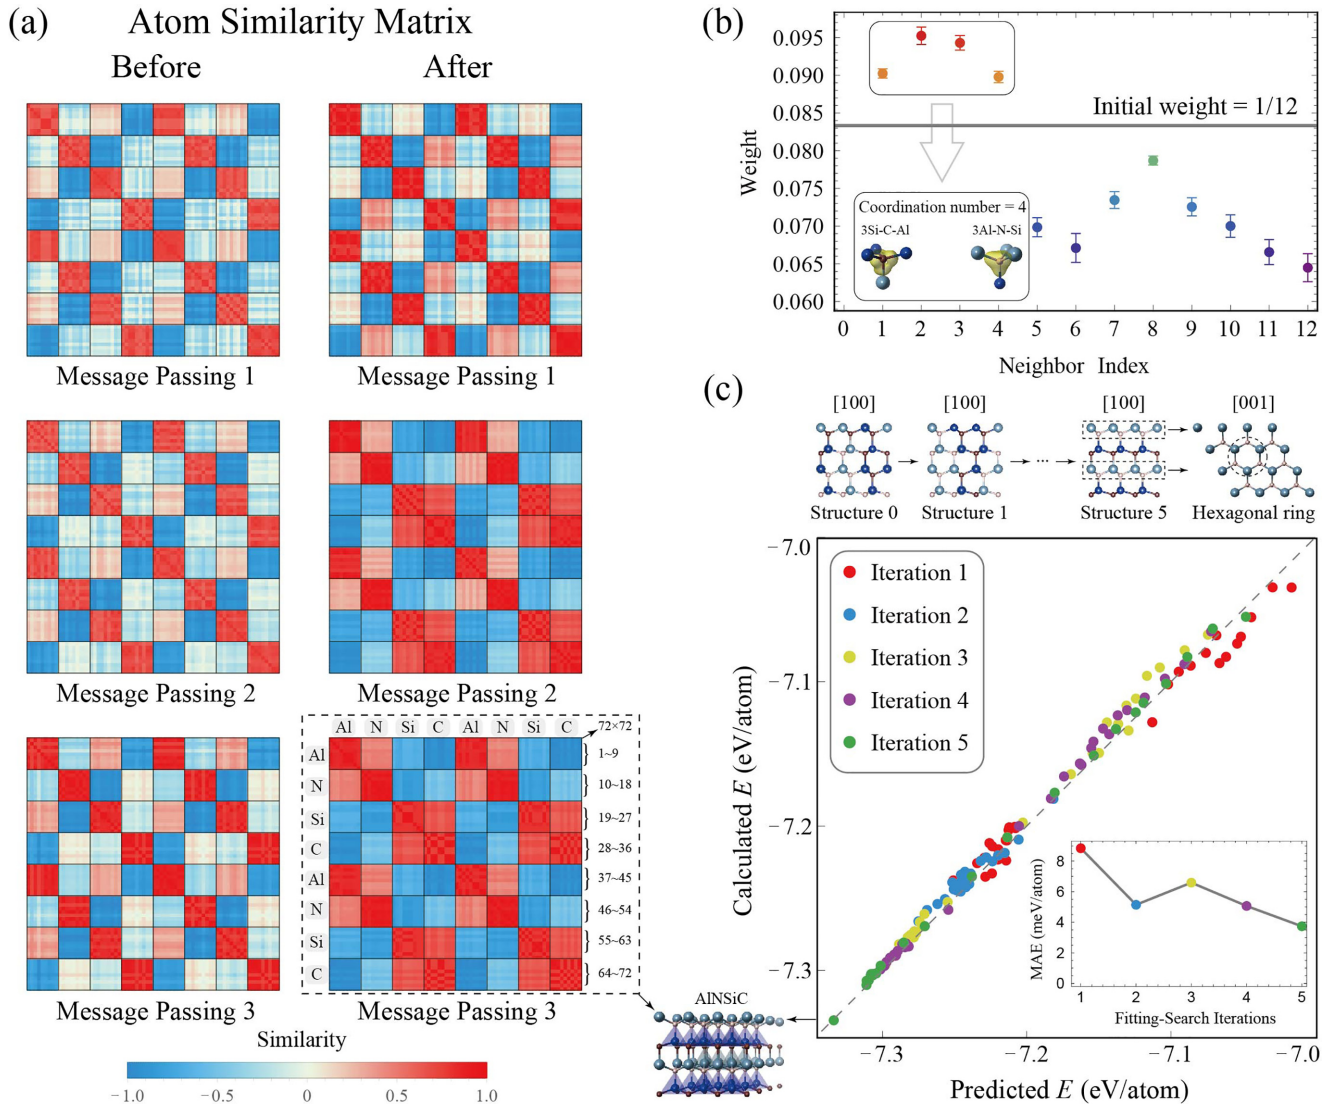 (a)
Atom Similarity Matrix
Before
After
Message Passing 1
Message Passing 1
Message Passing 2
Message Passing 2
Al N Si C Al N Si C 72×72
Al 1~9
N 10~18
Si 19~27
C 28~36
Al 37~45
N 46~54
Si 55~63
C 64~72
Message Passing 3
Message Passing 3
Similarity
−1.0 −0.5 0 0.5 1.0
AlNSiC
(b)
0.095
0.090
0.085
0.080
0.075
0.070
0.065
0.060
Weight
Initial weight = 1/12
Coordination number = 4
3Si-C-Al 3Al-N-Si
0 1 2 3 4 5 6 7 8 9 10 11 12
Neighbor Index
(c)
[100] [100] [100] [001]
...
Structure 0 Structure 1 Structure 5 Hexagonal ring
−7.0
−7.1
−7.2
−7.3
Calculated E (eV/atom)
Iteration 1
Iteration 2
Iteration 3
Iteration 4
Iteration 5
8
6
4
2
0
MAE (meV/atom)
1 2 3 4 5
Fitting-Search Iterations
−7.3 −7.2 −7.1 −7.0
Predicted E (eV/atom)